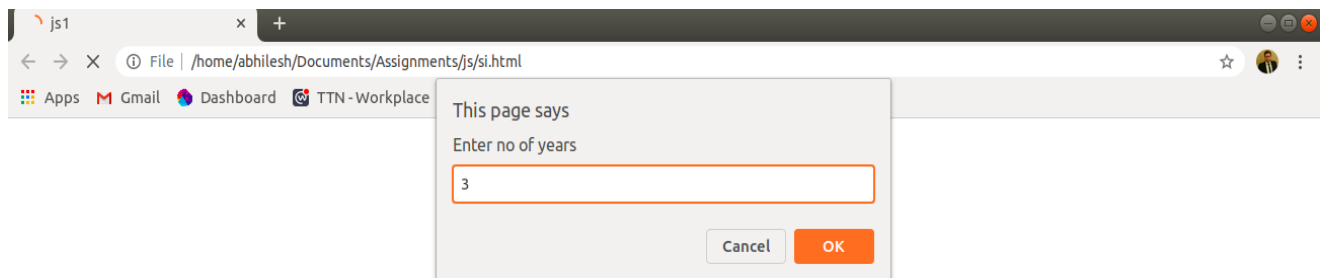 js1
File | /home/abhilesh/Documents/Assignments/js/si.html
Apps Gmail Dashboard TTN - Workplace
This page says
Enter no of years
3
Cancel OK